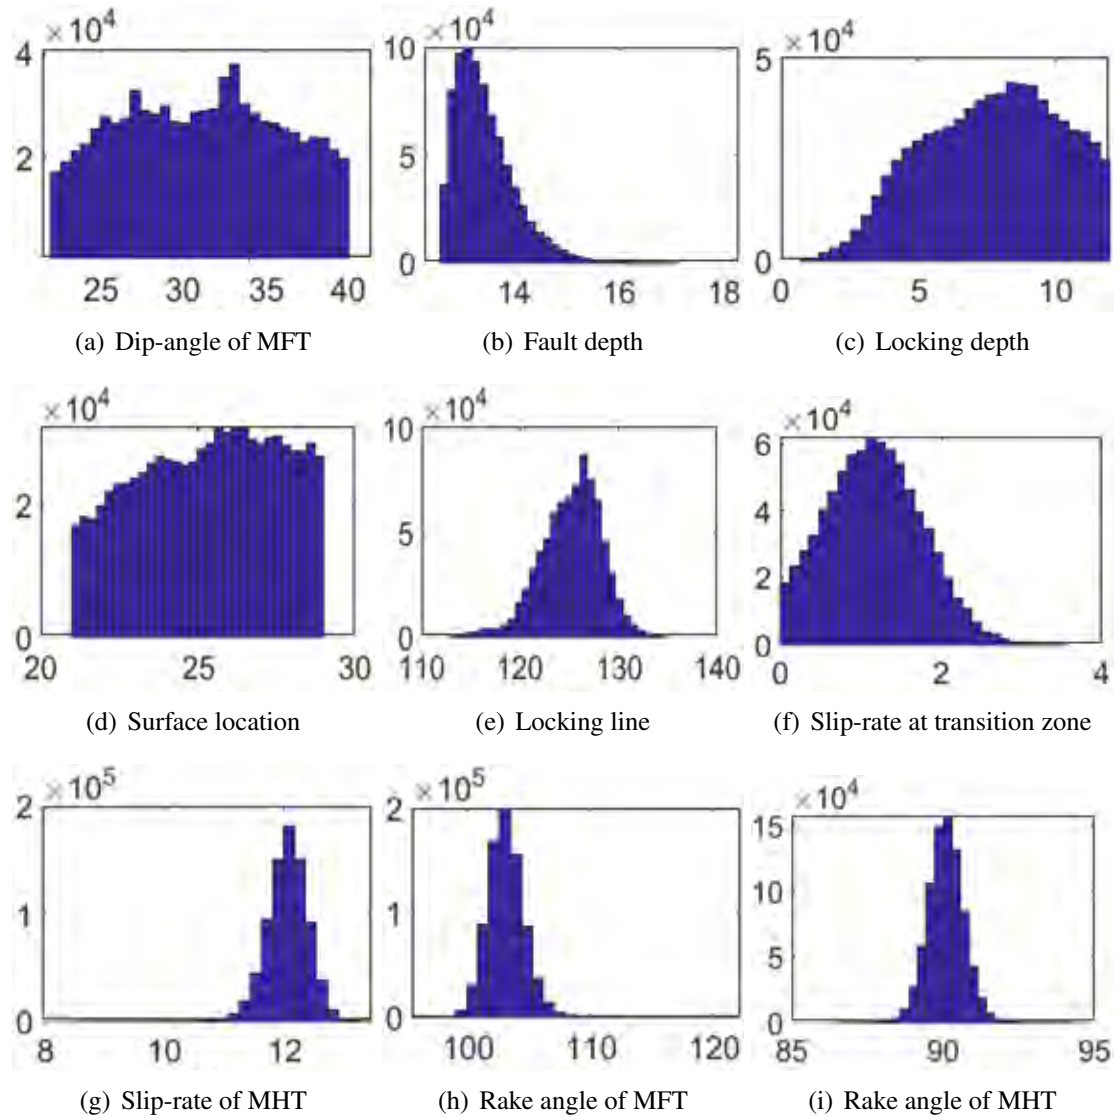 × 10^4
× 10^4
× 10^4
4
2
25 30 35 40
10
5
0
14 16 18
5
0
0 5 10
(a) Dip-angle of MFT
(b) Fault depth
(c) Locking depth
× 10^4
× 10^4
× 10^4
2
0
20 25 30
10
5
0
110 120 130 140
6
4
2
0
0 2 4
(d) Surface location
(e) Locking line
(f) Slip-rate at transition zone
× 10^5
× 10^5
× 10^4
2
1
0
8 10 12
2
1
0
100 110 120
15
10
5
0
85 90 95
(g) Slip-rate of MHT
(h) Rake angle of MFT
(i) Rake angle of MHT